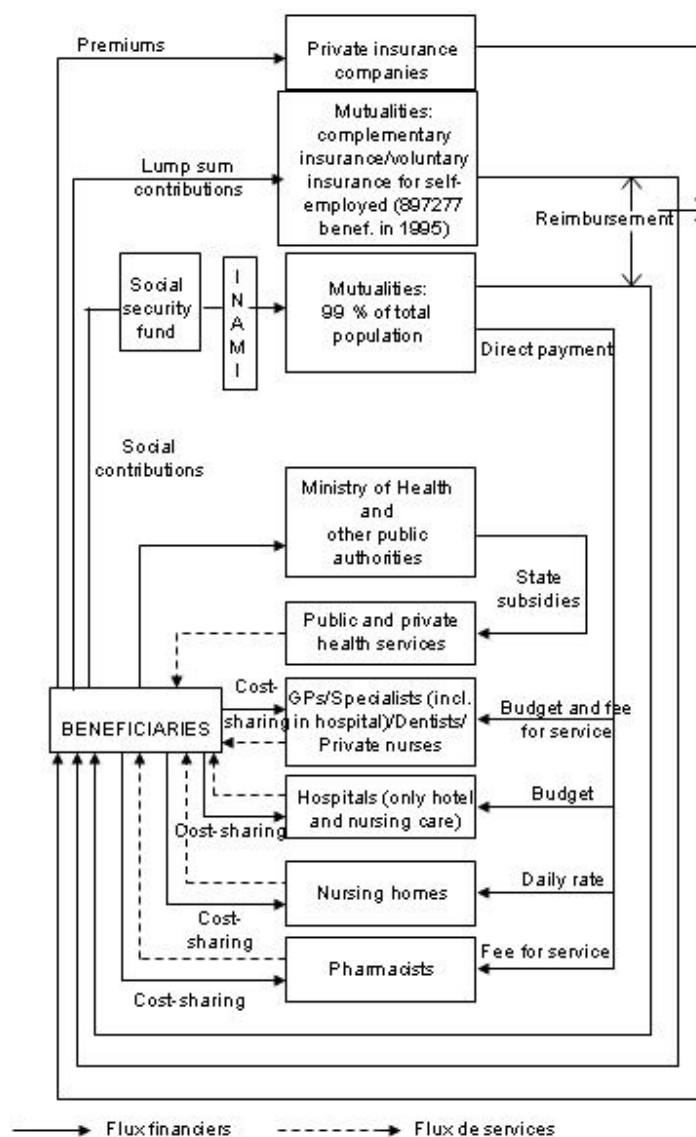 Premiums
Private insurance
companies
Mutualities:
complementary
insurance/voluntary
insurance for self-
employed (897277
benef. in 1995)
Lump sum
contributions
Reimbursement
Social
security
fund
I
N
A
M
I
Mutualities:
99 % of total
population
Direct payment
Social
contributions
Ministry of Health
and
other public
authorities
State
subsidies
Public and private
health services
BENEFICIARIES
Cost-
sharing
GPs/Specialists (incl.
in hospital)/Dentists/
Private nurses
Budget and fee
for service
Hospitals (only hotel
and nursing care)
Budget
Cost-sharing
Nursing homes
Daily rate
Cost-
sharing
Pharmacists
Fee for service
Cost-sharing
Flux financiers
Flux de services